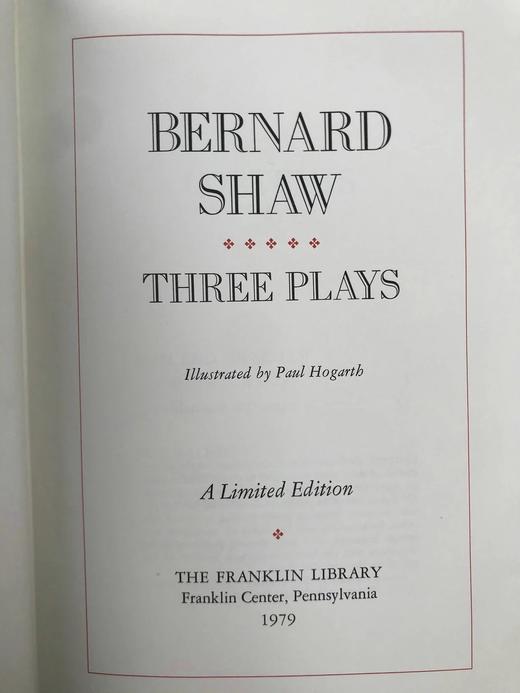 BERNARD
SHAW
THREE PLAYS
Illustrated by Paul Hogarth
A Limited Edition
THE FRANKLIN LIBRARY
Franklin Center, Pennsylvania
1979